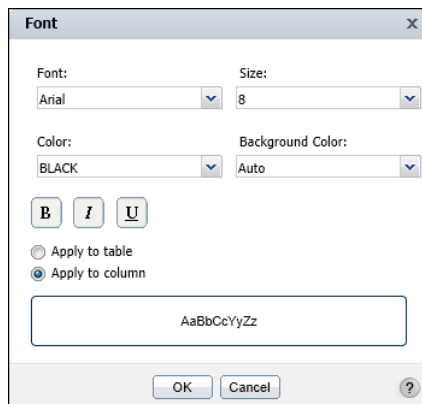 Font X
Font: Size:
Arial 8
Color: Background Color:
BLACK Auto
B I U
Apply to table
Apply to column
AaBbCcYyZz
OK Cancel ?